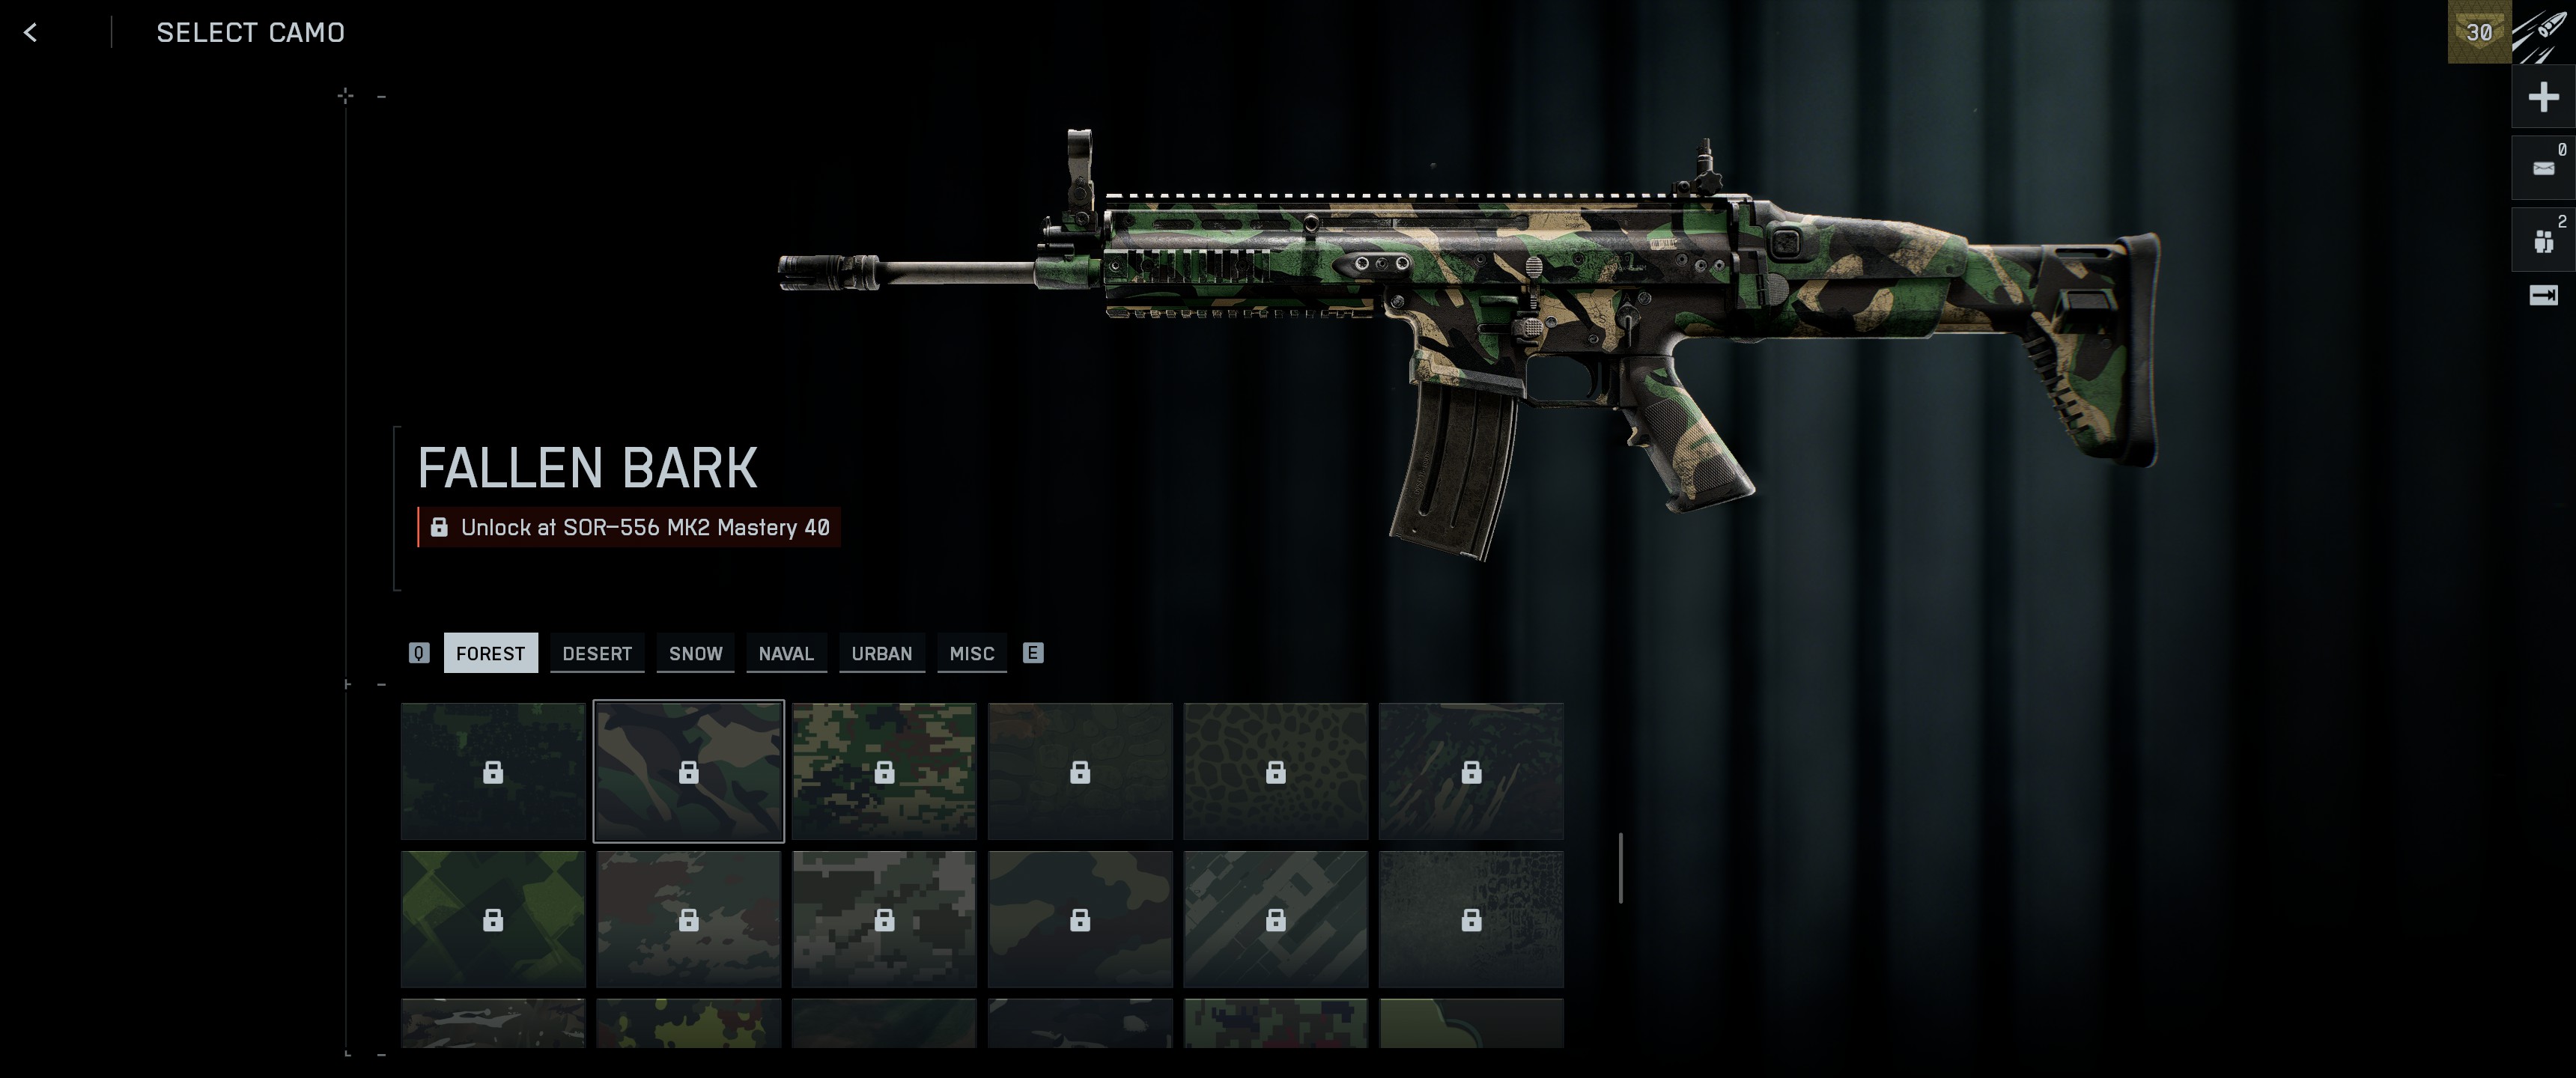 SELECT CAMO
30
0
2
FALLEN BARK
Unlock at SOR-556 MK2 Mastery 40
Q FOREST DESERT SNOW NAVAL URBAN MISC E